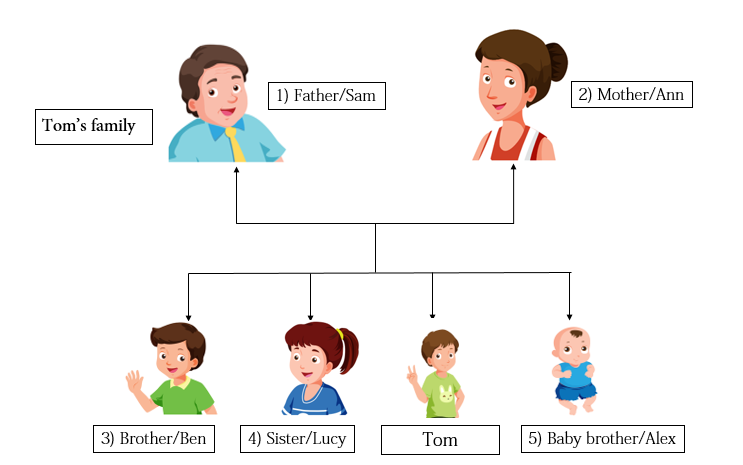 1) Father/Sam
2) Mother/Ann
Tom's family
3) Brother/Ben
4) Sister/Lucy
Tom
5) Baby brother/Alex